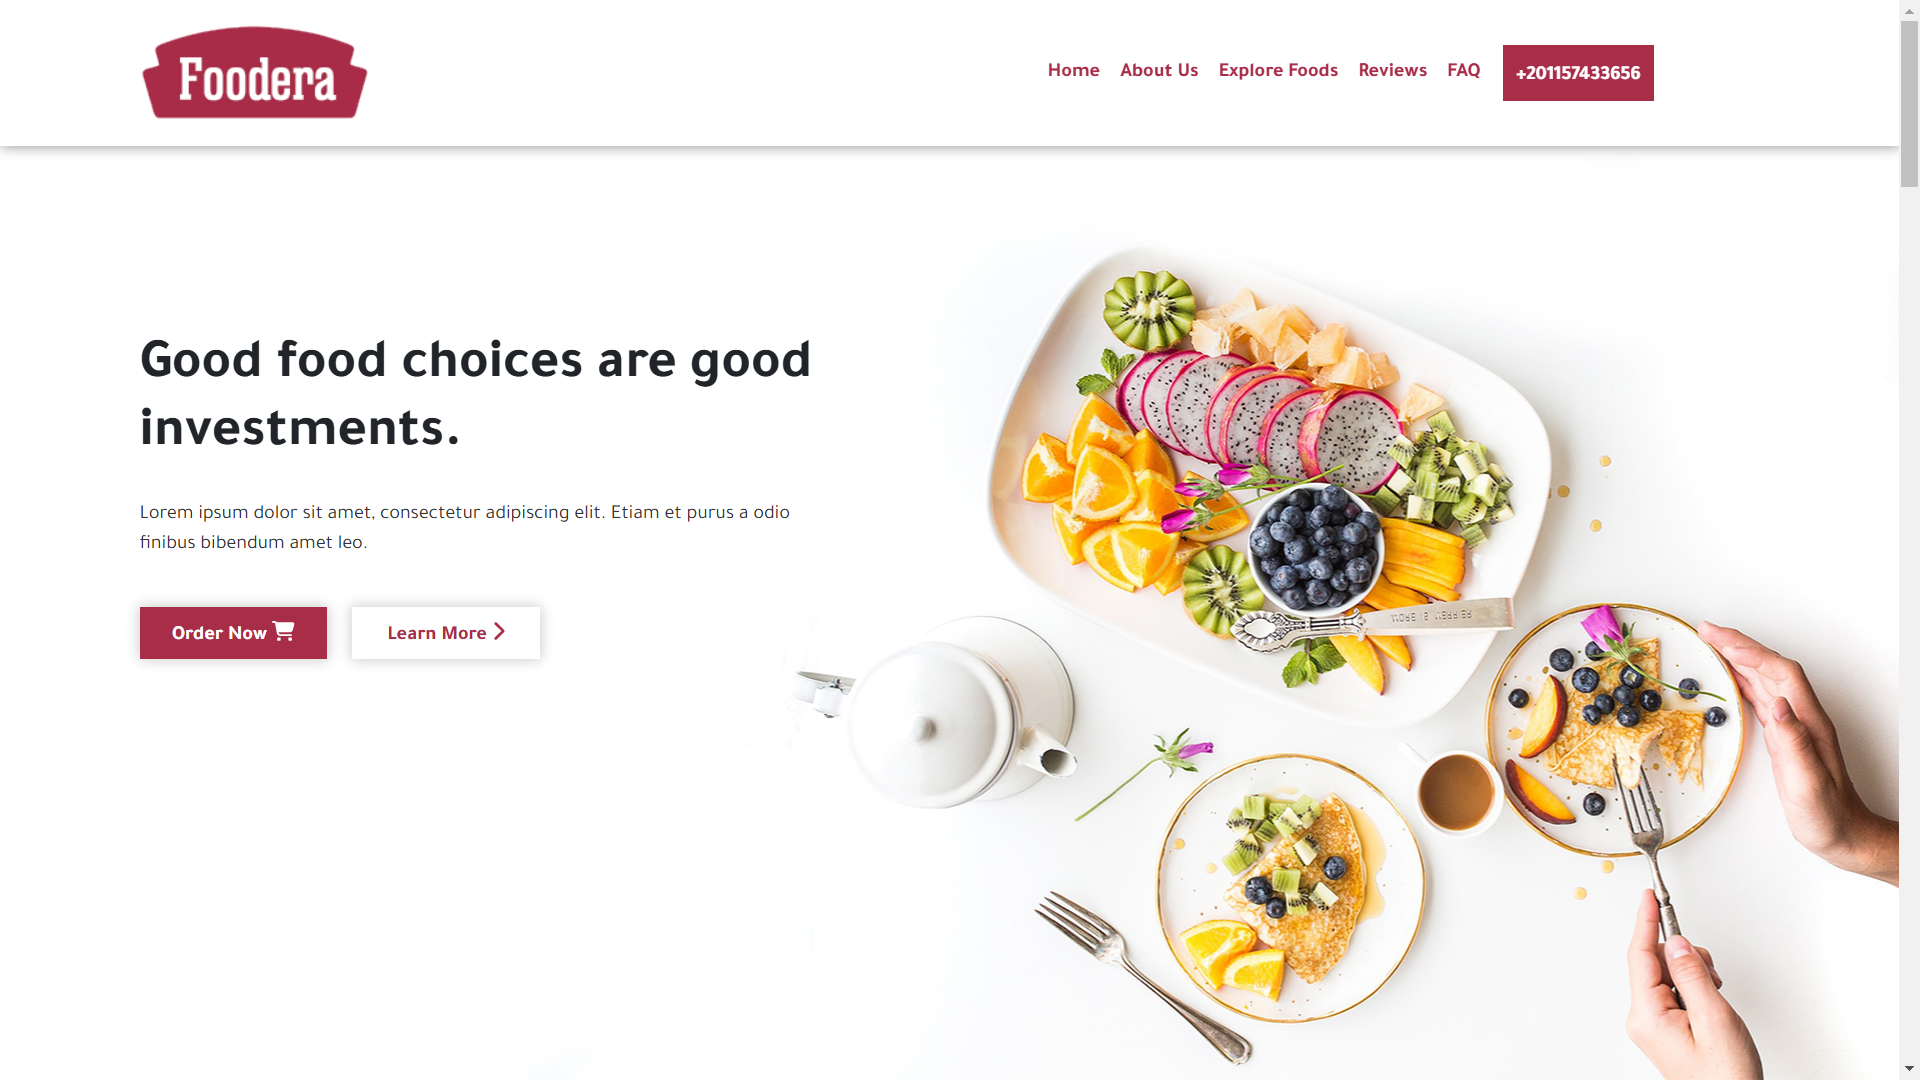 Foodera
Home About Us Explore Foods Reviews FAQ +201157433656
Good food choices are good
investments.
Lorem ipsum dolor sit amet, consectetur adipiscing elit. Etiam et purus a odio
finibus bibendum amet leo.
Order Now Learn More